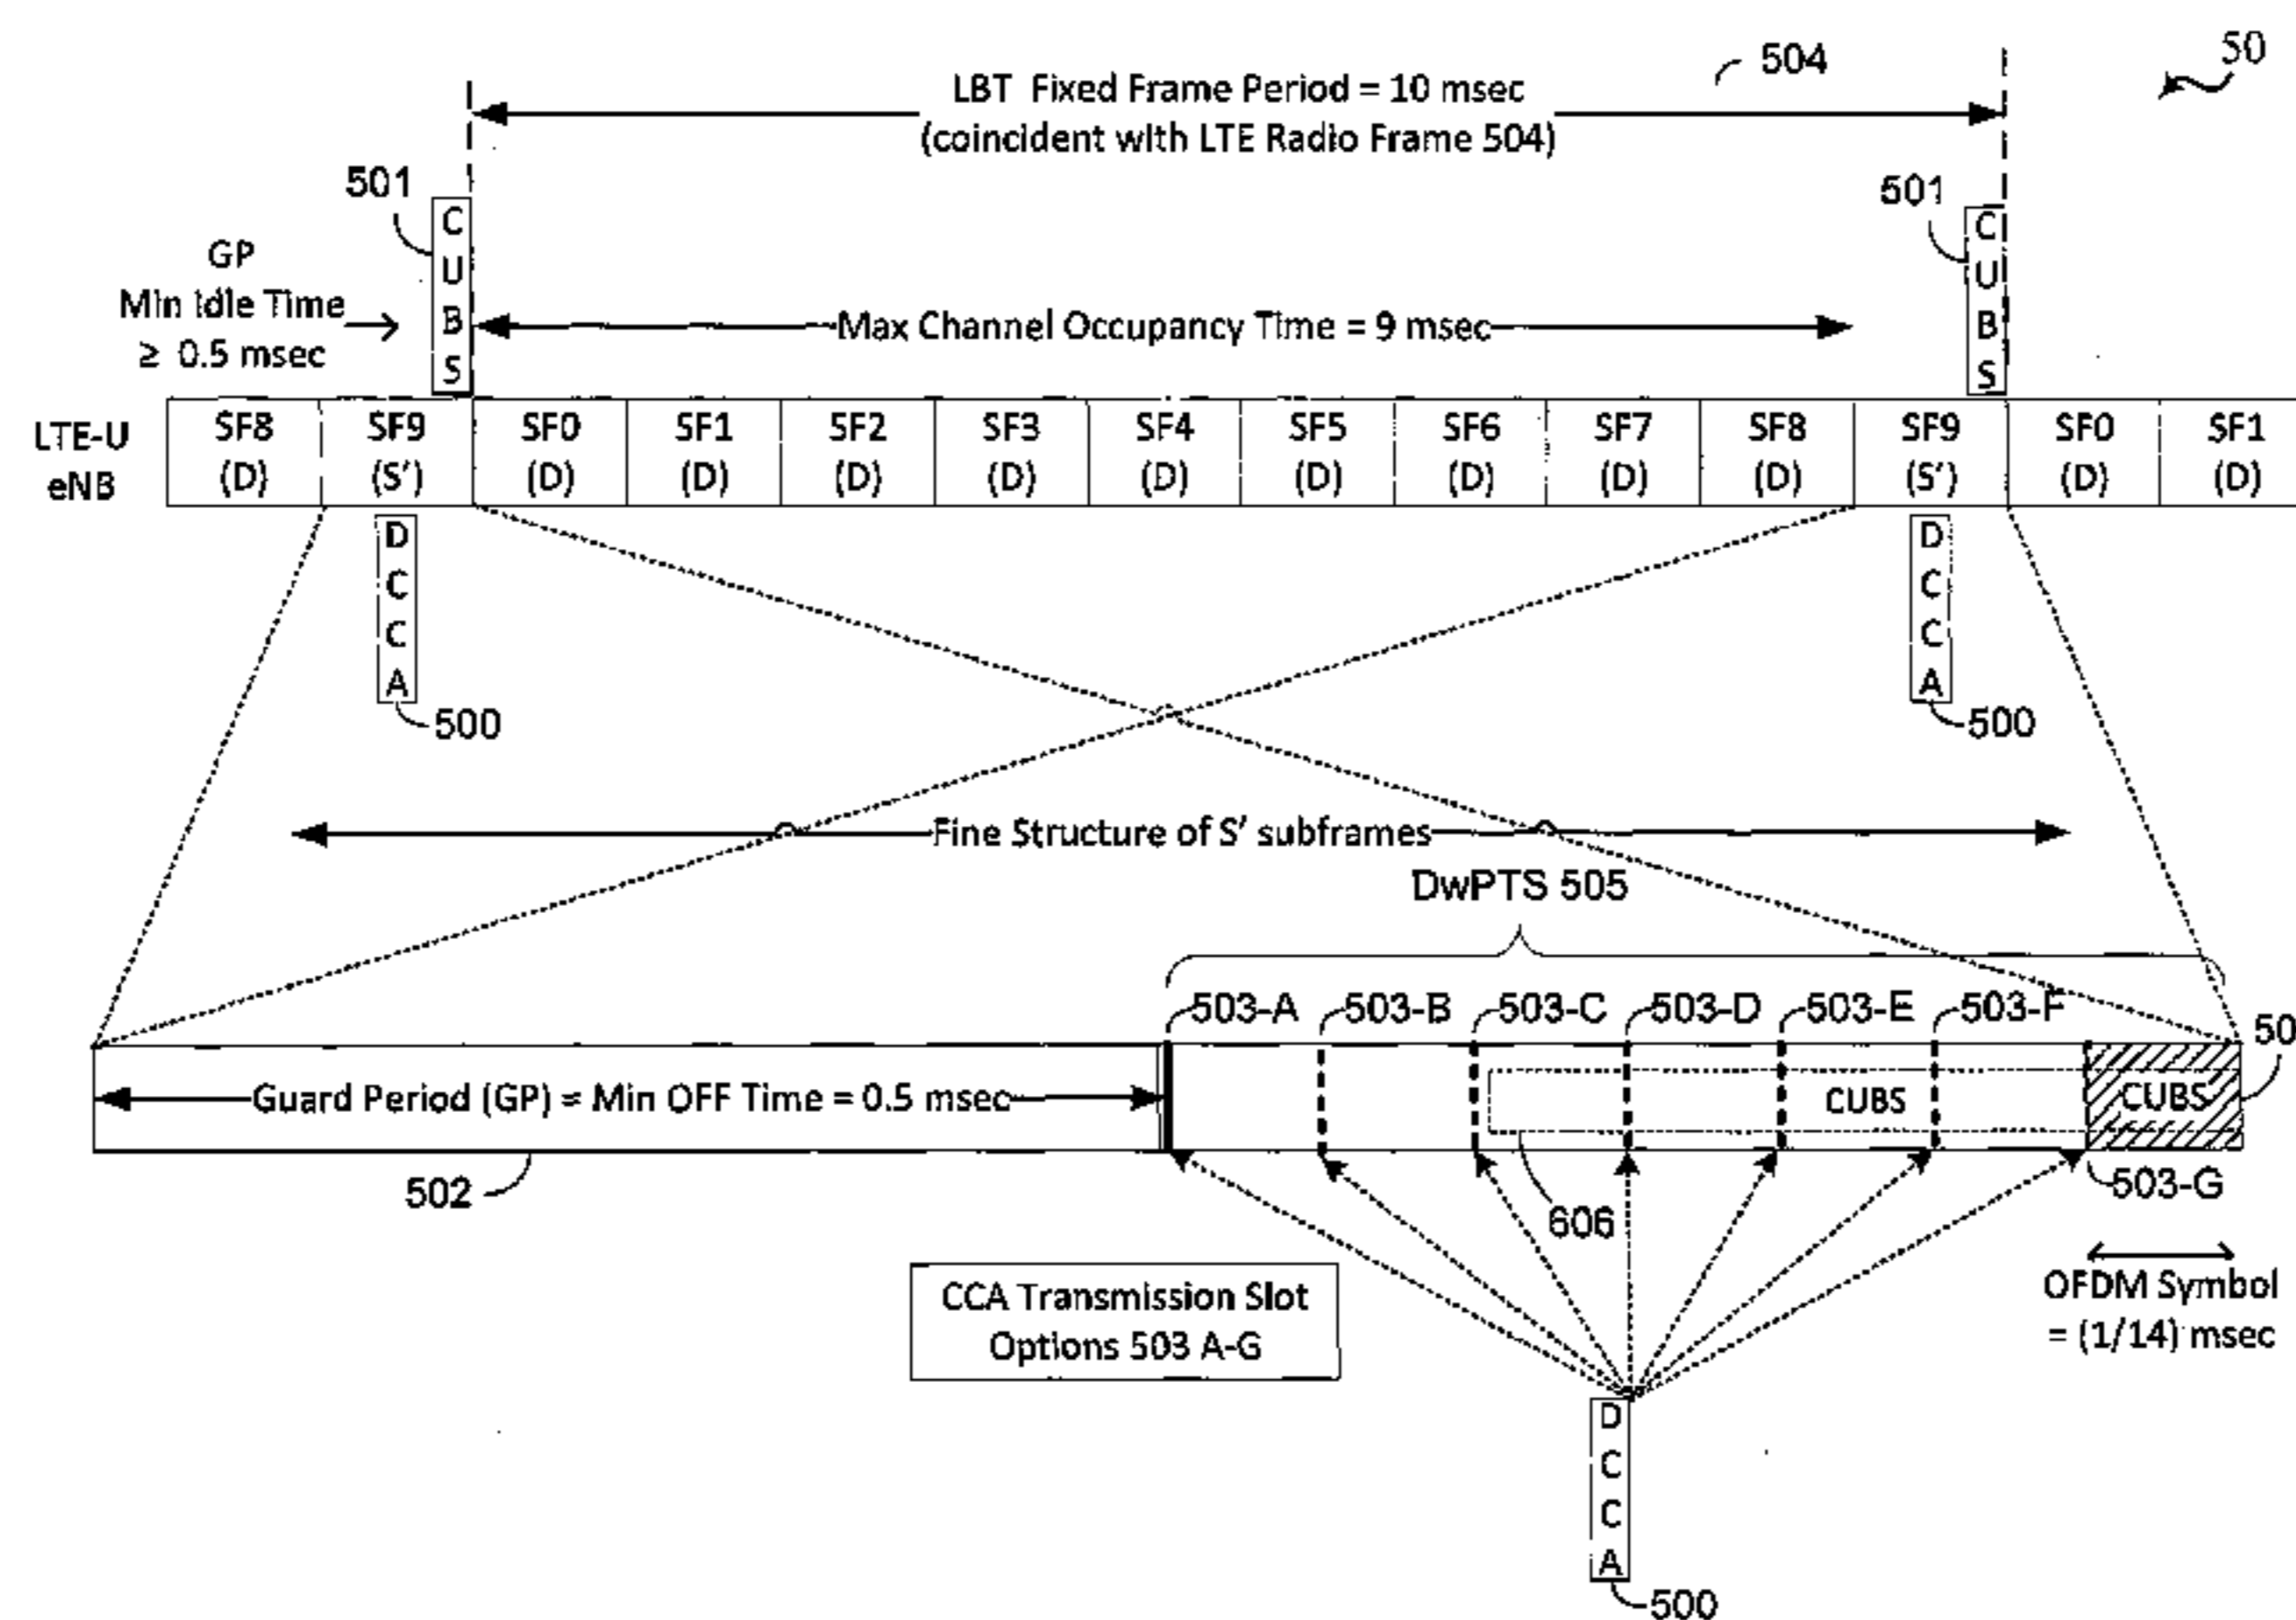 50
504
LBT Fixed Frame Period = 10 msec
(coincident with LTE Radio Frame 504)
501
501
C U B S
C U B S
GP
Min Idle Time
≥ 0.5 msec
Max Channel Occupancy Time = 9 msec
LTE-U
eNB
SF8 SF9 SF0 SF1 SF2 SF3 SF4 SF5 SF6 SF7 SF8 SF9 SF0 SF1
(D) (S') (D) (D) (D) (D) (D) (D) (D) (D) (D) (S') (D) (D)
D C C A
D C C A
500
500
Fine Structure of S' subframes
DwPTS 505
503-A 503-B 503-C 503-D 503-E 503-F
50
Guard Period (GP) = Min OFF Time = 0.5 msec
CUBS
CUBS
502
606
503-G
CCA Transmission Slot
Options 503 A-G
OFDM Symbol
= (1/14) msec
D C C A
500